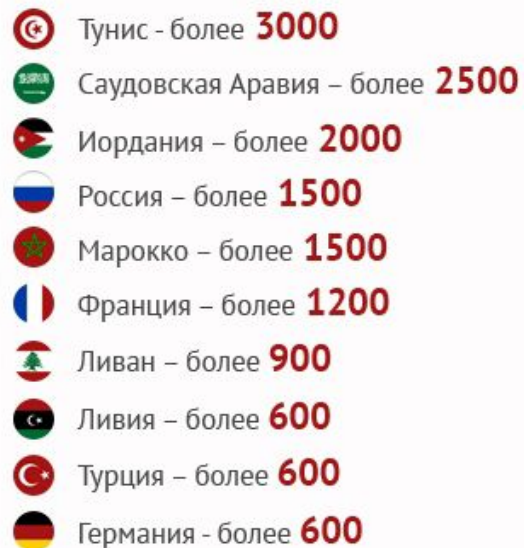 Тунис - более 3000
Саудовская Аравия – более 2500
Иордания – более 2000
Россия – более 1500
Марокко – более 1500
Франция – более 1200
Ливан – более 900
Ливия – более 600
Турция – более 600
Германия - более 600